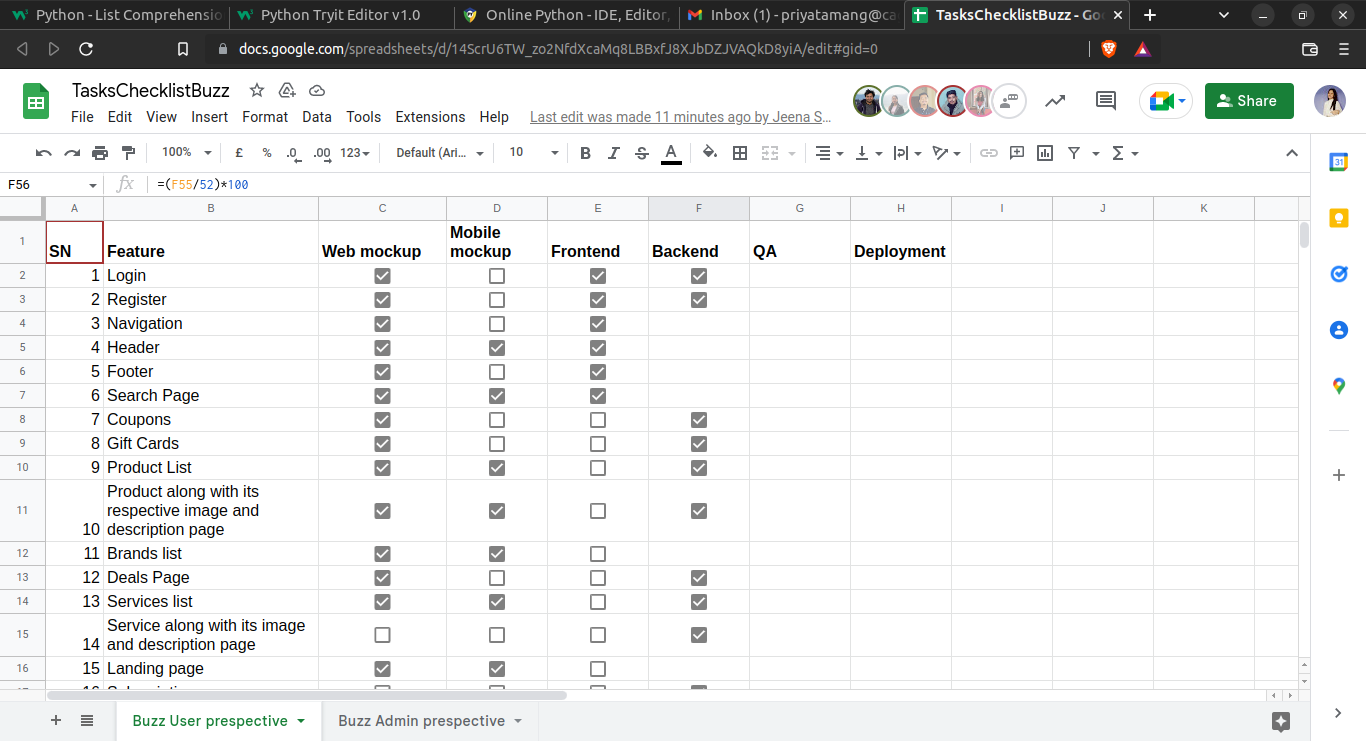 Python - List Comprehensio
Python Tryit Editor v1.0
Online Python - IDE, Editor,
Inbox (1) - priyatamang@ca
TasksChecklistBuzz - Goo
docs.google.com/spreadsheets/d/14ScrU6TW_zo2NfdXcaMq8LBBxfJ8XJbDZJVAQkD8yiA/edit#gid=0
TasksChecklistBuzz
File Edit View Insert Format Data Tools Extensions Help Last edit was made 11 minutes ago by Jeena S…
Share
100% £ % .0 .00 123 Default (Ari… 10 B I S A
31
F56 fx =(F55/52)*100
A B C D E F G H I J K
1 SN Feature Web mockup Mobile mockup Frontend Backend QA Deployment
2 1 Login
3 2 Register
4 3 Navigation
5 4 Header
6 5 Footer
7 6 Search Page
8 7 Coupons
9 8 Gift Cards
10 9 Product List
11 10 Product along with its
respective image and
description page
12 11 Brands list
13 12 Deals Page
14 13 Services list
15 14 Service along with its image
and description page
16 15 Landing page
Buzz User prespective
Buzz Admin prespective